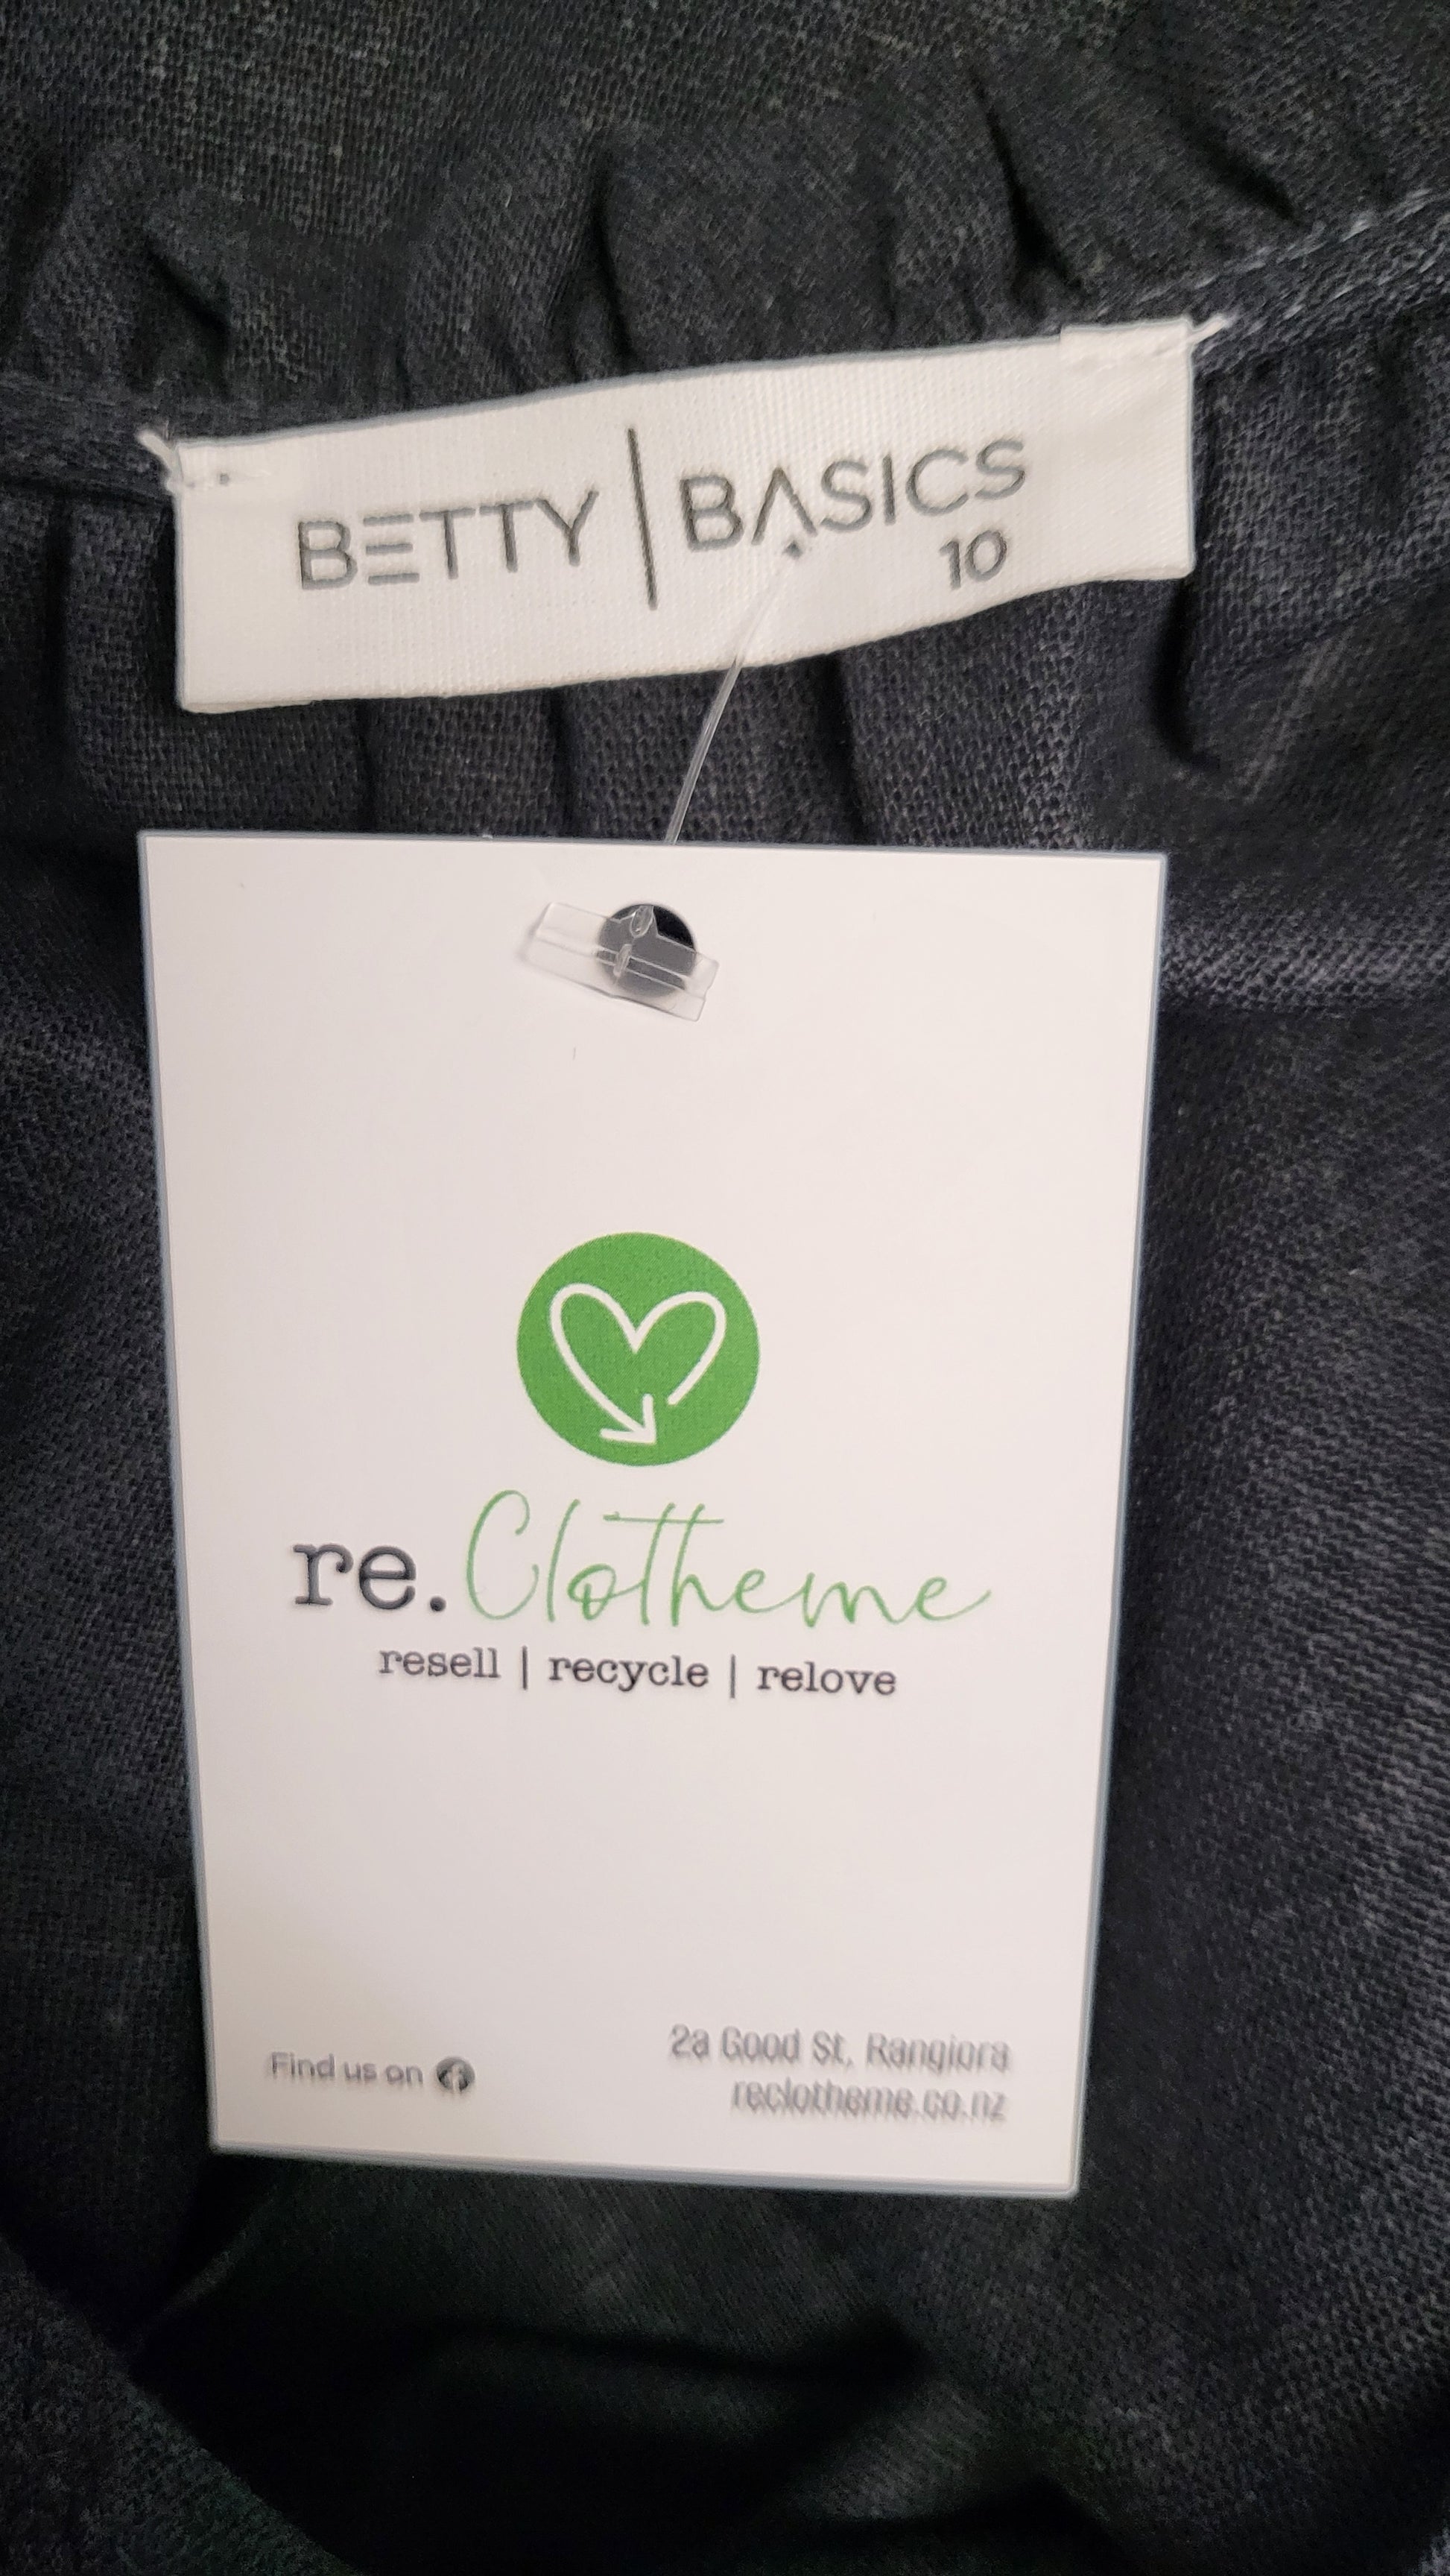 BETTY | BASICS
10
re.Clotheme
resell | recycle | relove
Find us on
2a Good St, Rangiora
reclotheme.co.nz